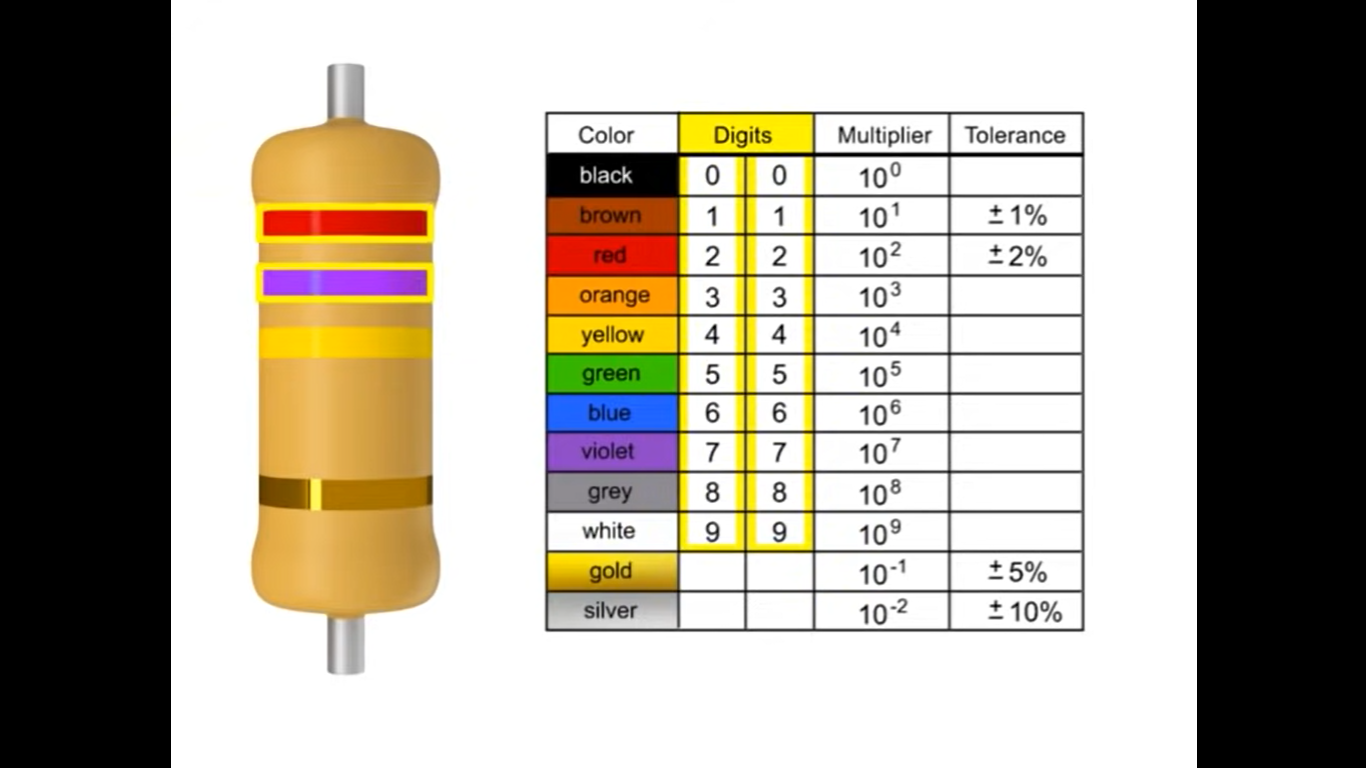 Color Digits Multiplier Tolerance
black 0 0 10⁰
brown 1 1 10¹ ± 1%
red 2 2 10² ± 2%
orange 3 3 10³
yellow 4 4 10⁴
green 5 5 10⁵
blue 6 6 10⁶
violet 7 7 10⁷
grey 8 8 10⁸
white 9 9 10⁹
gold 10⁻¹ ± 5%
silver 10⁻² ± 10%